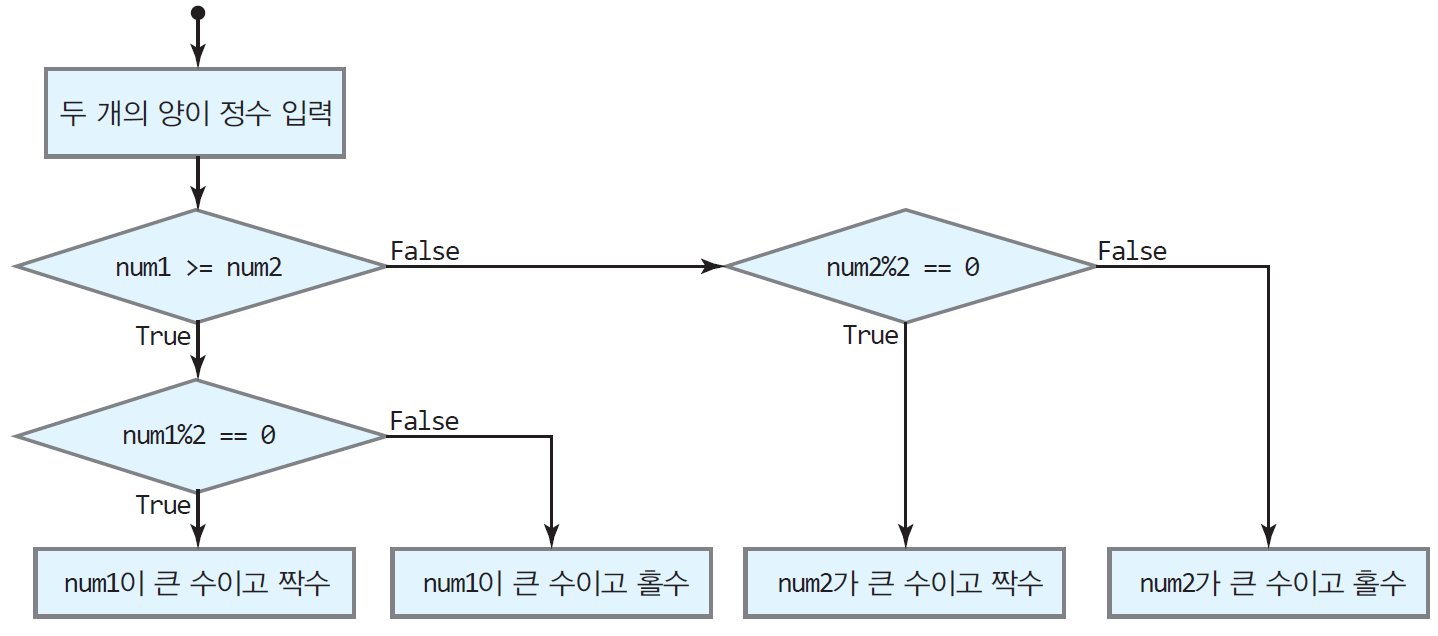 두 개의 양이 정수 입력
num1 >= num2
False
num2%2 == 0
False
True
True
num1%2 == 0
False
True
num1이 큰 수이고 짝수
num1이 큰 수이고 홀수
num2가 큰 수이고 짝수
num2가 큰 수이고 홀수